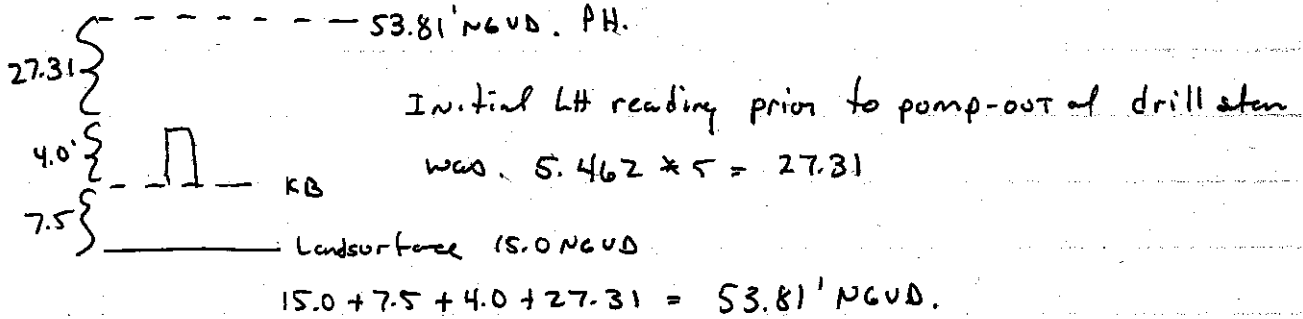 53.81' NGVD. PH.
27.31
Initial LH reading prior to pomp-out of drill stem
4.0'
was. 5.462 * 5 = 27.31
KB
7.5
Landsurface 15.0 NGVD
15.0 + 7.5 + 4.0 + 27.31 = 53.81' NGVD.